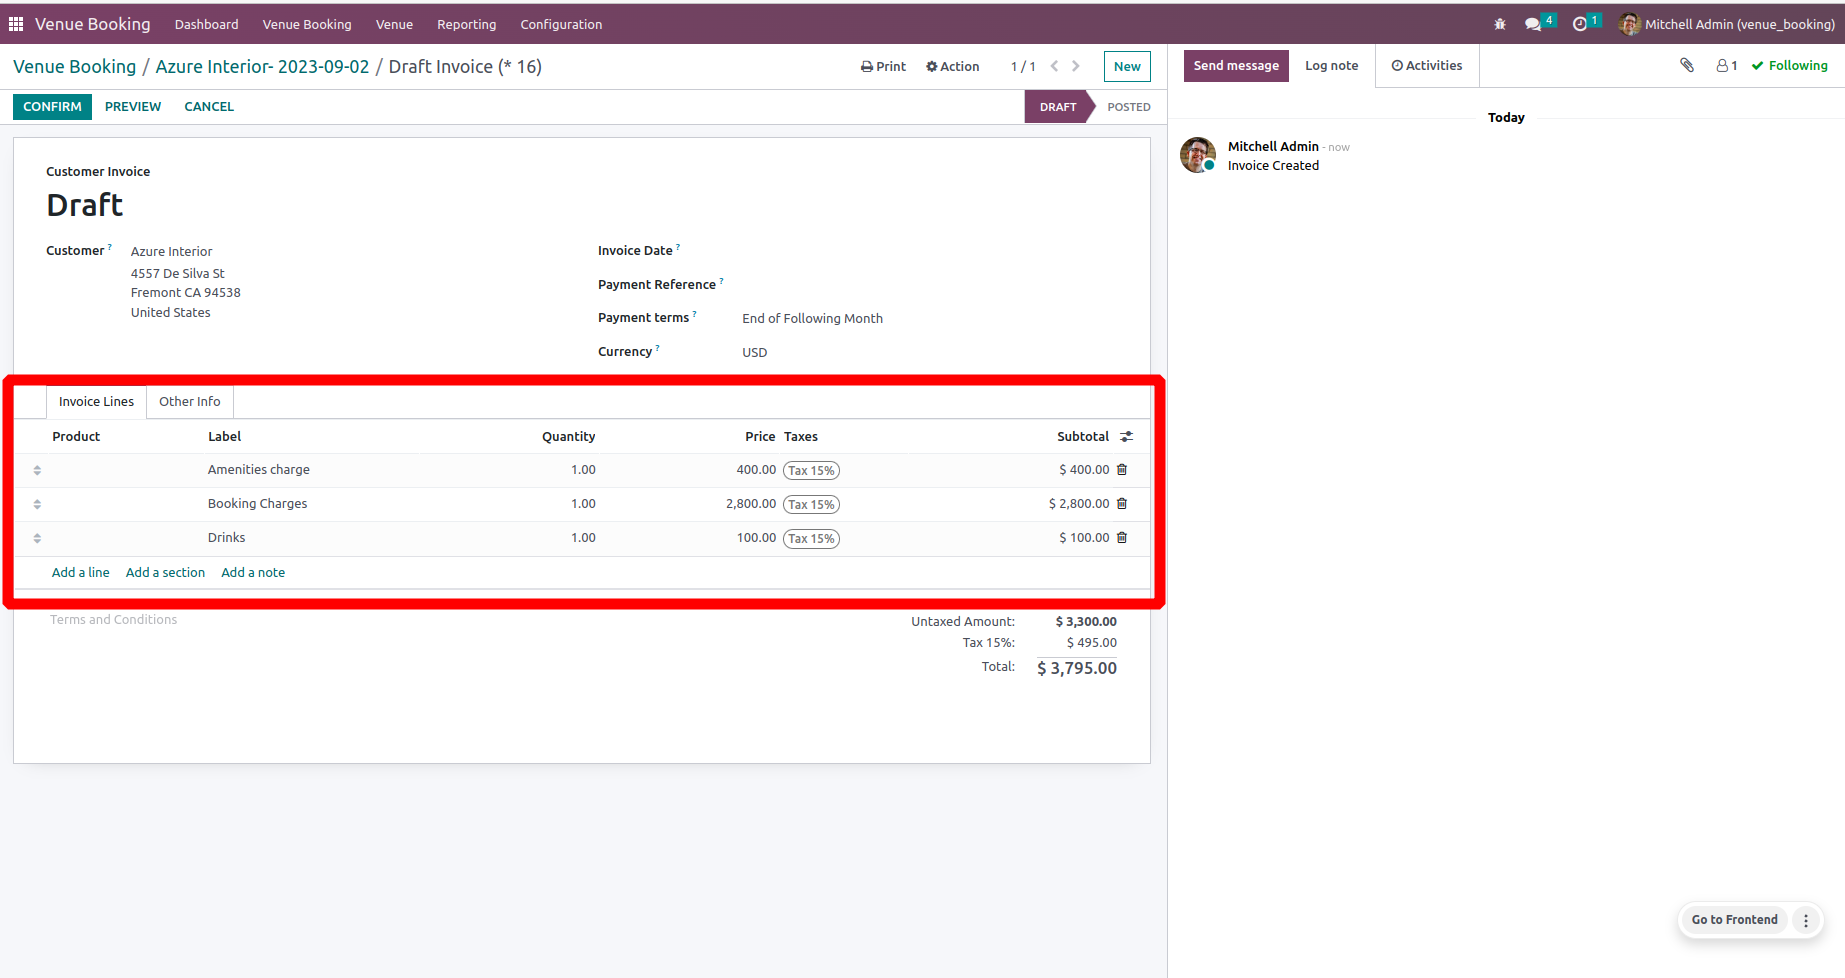 Venue Booking Dashboard Venue Booking Venue Reporting Configuration 4 1 Mitchell Admin (venue_booking)
Venue Booking / Azure Interior- 2023-09-02 / Draft Invoice (* 16) Print Action 1 / 1 New
Send message Log note Activities 1 Following
CONFIRM PREVIEW CANCEL DRAFT POSTED
Today
Mitchell Admin - now
Invoice Created
Customer Invoice
Draft
Customer ? Azure Interior
4557 De Silva St
Fremont CA 94538
United States
Invoice Date ?
Payment Reference ?
Payment terms ? End of Following Month
Currency ? USD
Invoice Lines Other Info
Product Label Quantity Price Taxes Subtotal
Amenities charge 1.00 400.00 Tax 15% $ 400.00
Booking Charges 1.00 2,800.00 Tax 15% $ 2,800.00
Drinks 1.00 100.00 Tax 15% $ 100.00
Add a line Add a section Add a note
Terms and Conditions
Untaxed Amount: $ 3,300.00
Tax 15%: $ 495.00
Total: $ 3,795.00
Go to Frontend